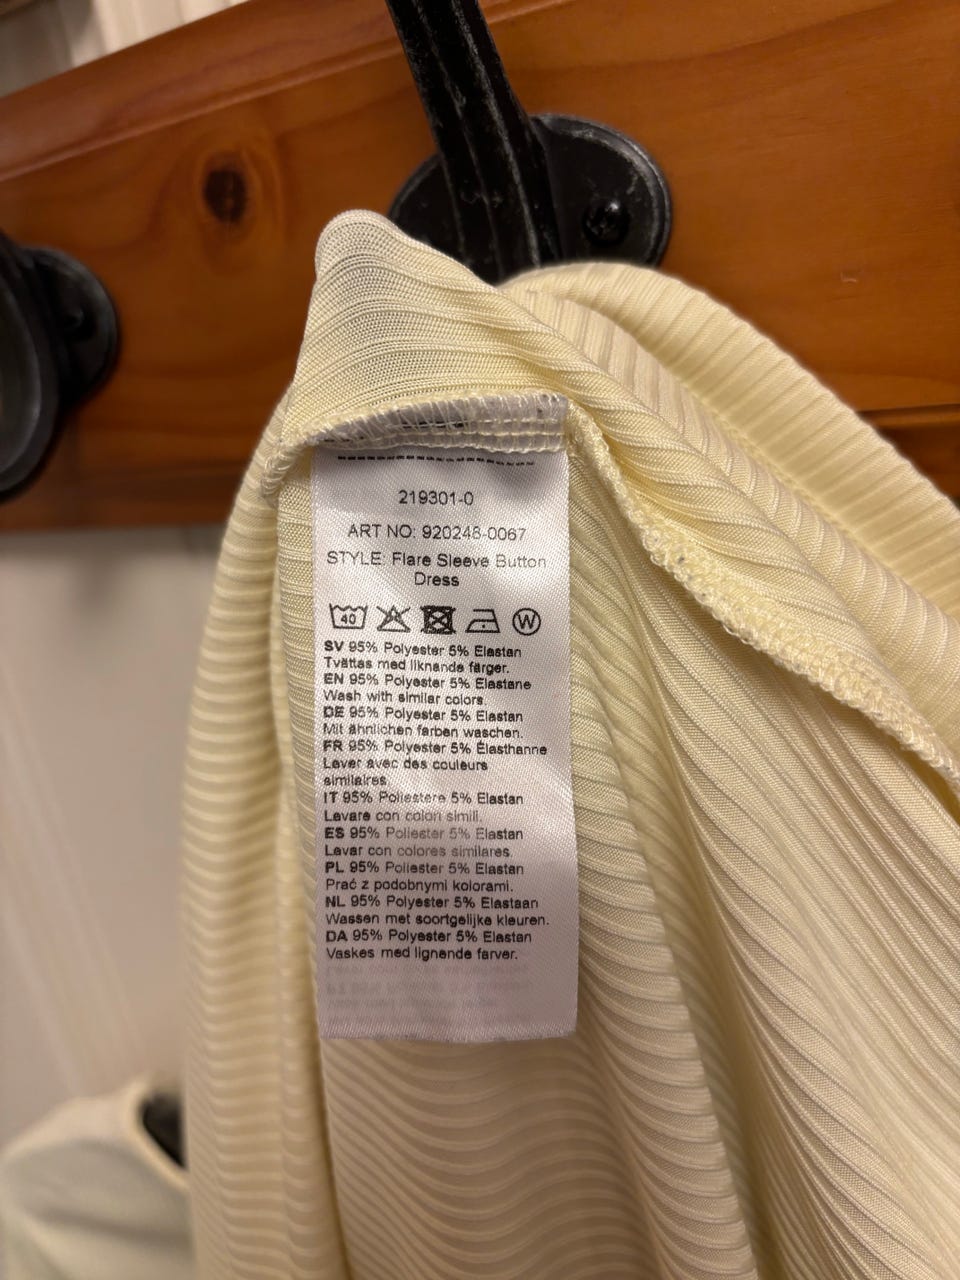 219301-0
ART NO: 920248-0067
STYLE: Flare Sleeve Button
Dress
40 W
SV 95% Polyester 5% Elastan
Tvättas med liknande färger.
EN 95% Polyester 5% Elastane
Wash with similar colors.
DE 95% Polyester 5% Elastan
Mit ähnlichen farben waschen.
FR 95% Polyester 5% Élasthanne
Laver avec des couleurs
similaires.
IT 95% Poliestere 5% Elastan
Lavare con colori simili.
ES 95% Poliester 5% Elastan
Lavar con colores similares.
PL 95% Poliester 5% Elastan
Prać z podobnymi kolorami.
NL 95% Polyester 5% Elastaan
Wassen met soortgelijke kleuren.
DA 95% Polyester 5% Elastan
Vaskes med lignende farver.